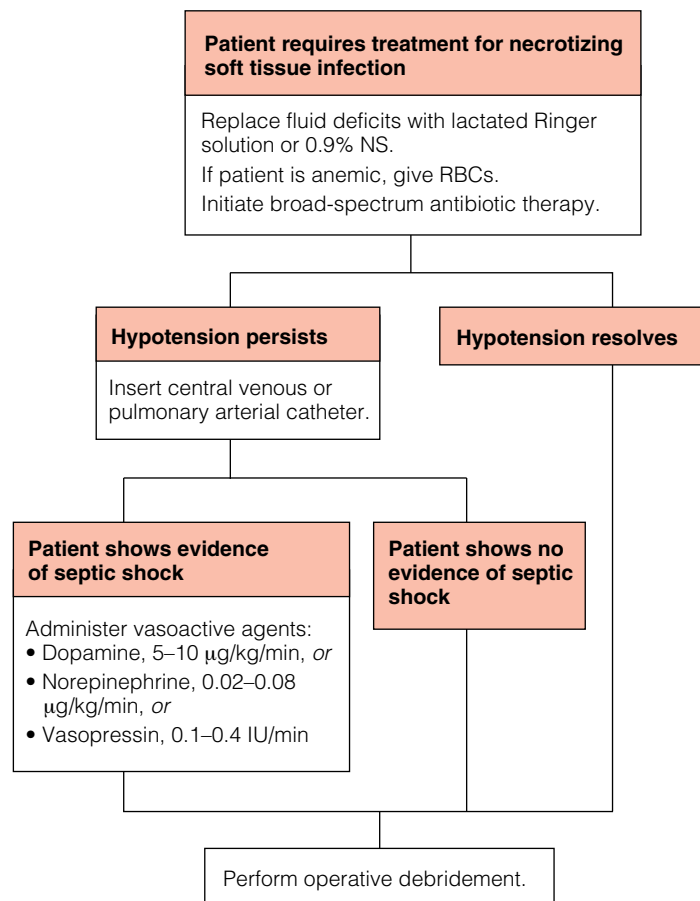 Patient requires treatment for necrotizing
soft tissue infection
Replace fluid deficits with lactated Ringer
solution or 0.9% NS.
If patient is anemic, give RBCs.
Initiate broad-spectrum antibiotic therapy.
Hypotension persists
Insert central venous or
pulmonary arterial catheter.
Hypotension resolves
Patient shows evidence
of septic shock
Administer vasoactive agents:
• Dopamine, 5–10 μg/kg/min, or
• Norepinephrine, 0.02–0.08
μg/kg/min, or
• Vasopressin, 0.1–0.4 IU/min
Patient shows no
evidence of septic
shock
Perform operative debridement.